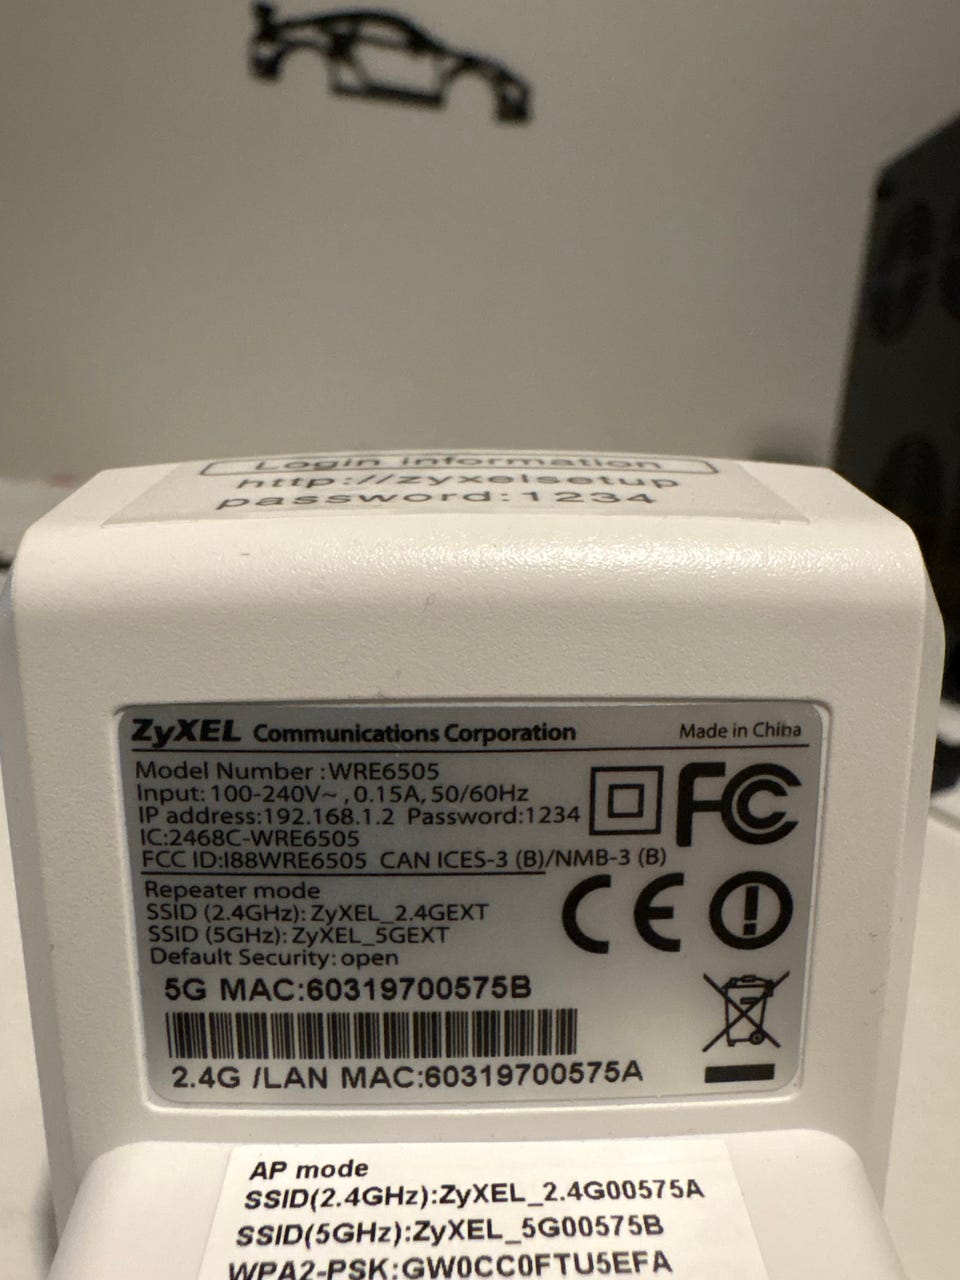 Login information
http://zyxelsetup
password:1234
ZyXEL Communications Corporation Made in China
Model Number : WRE6505
Input: 100-240V~ , 0.15A, 50/60Hz
IP address:192.168.1.2 Password:1234
IC:2468C-WRE6505
FCC ID:I88WRE6505 CAN ICES-3 (B)/NMB-3 (B)
FC
Repeater mode
SSID (2.4GHz): ZyXEL_2.4GEXT
SSID (5GHz): ZyXEL_5GEXT
Default Security: open
CE
5G MAC:60319700575B
2.4G /LAN MAC:60319700575A
AP mode
SSID(2.4GHz):ZyXEL_2.4G00575A
SSID(5GHz):ZyXEL_5G00575B
WPA2-PSK:GW0CC0FTU5EFA